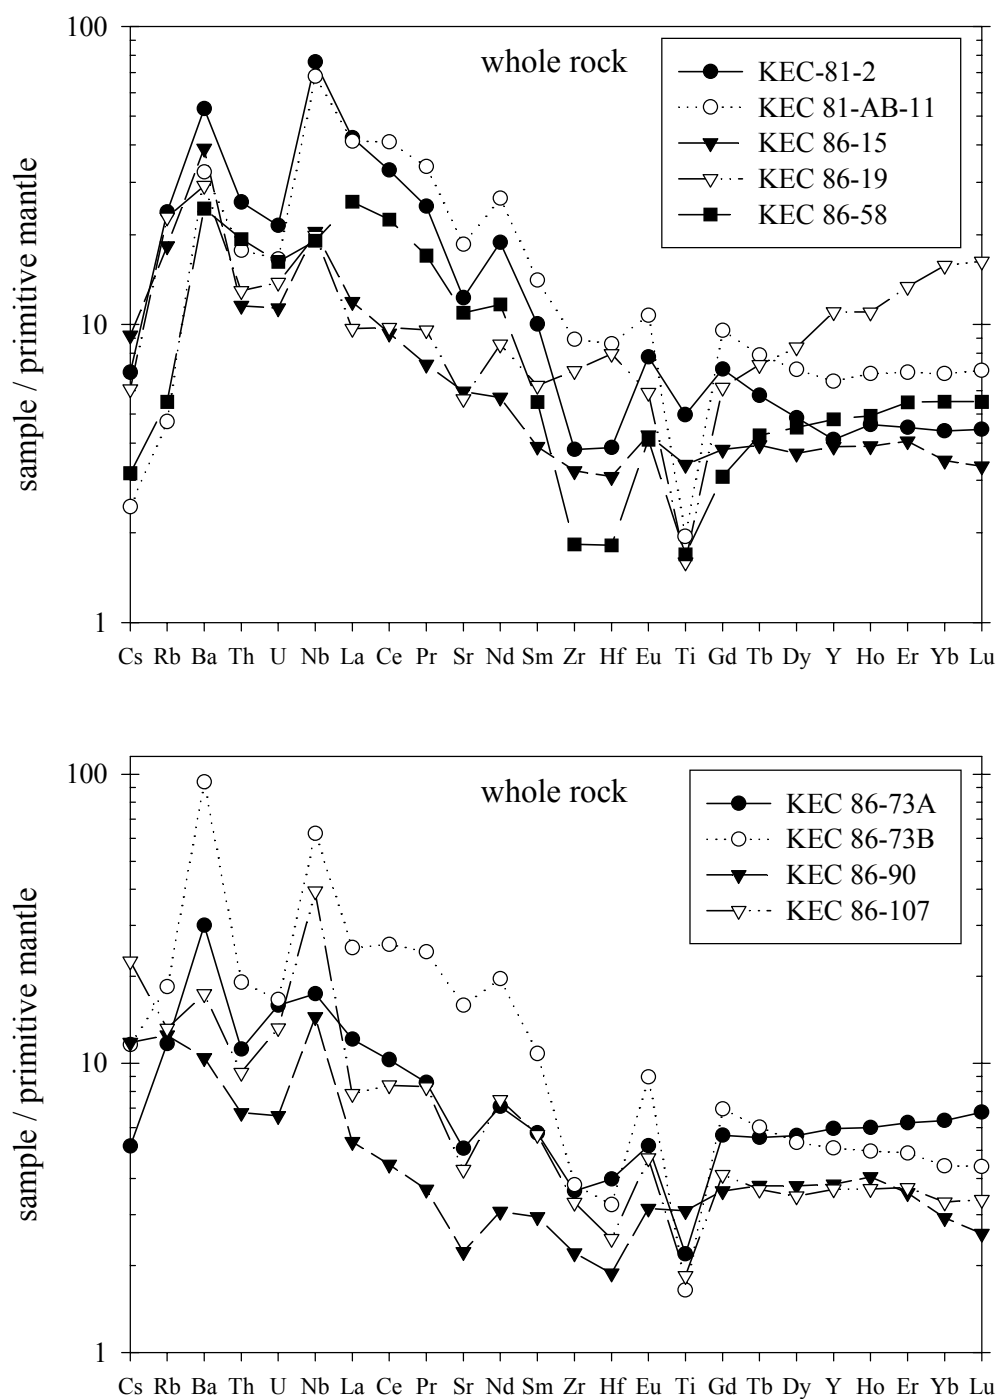 100
whole rock
KEC-81-2
KEC 81-AB-11
KEC 86-15
KEC 86-19
KEC 86-58
sample / primitive mantle
10
1
Cs Rb Ba Th U Nb La Ce Pr Sr Nd Sm Zr Hf Eu Ti Gd Tb Dy Y Ho Er Yb Lu
100
whole rock
KEC 86-73A
KEC 86-73B
KEC 86-90
KEC 86-107
sample / primitive mantle
10
1
Cs Rb Ba Th U Nb La Ce Pr Sr Nd Sm Zr Hf Eu Ti Gd Tb Dy Y Ho Er Yb Lu